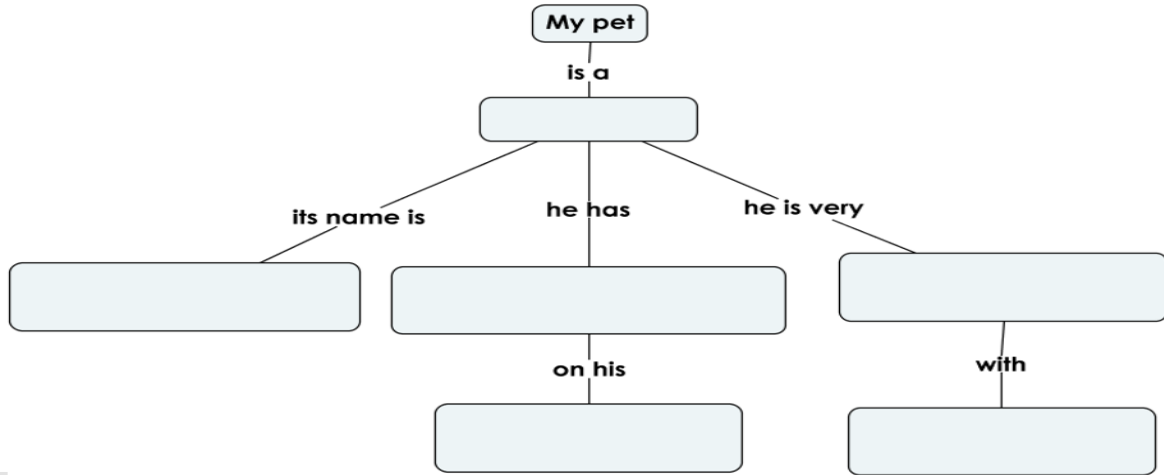 My pet
is a
its name is
he has
he is very
on his
with